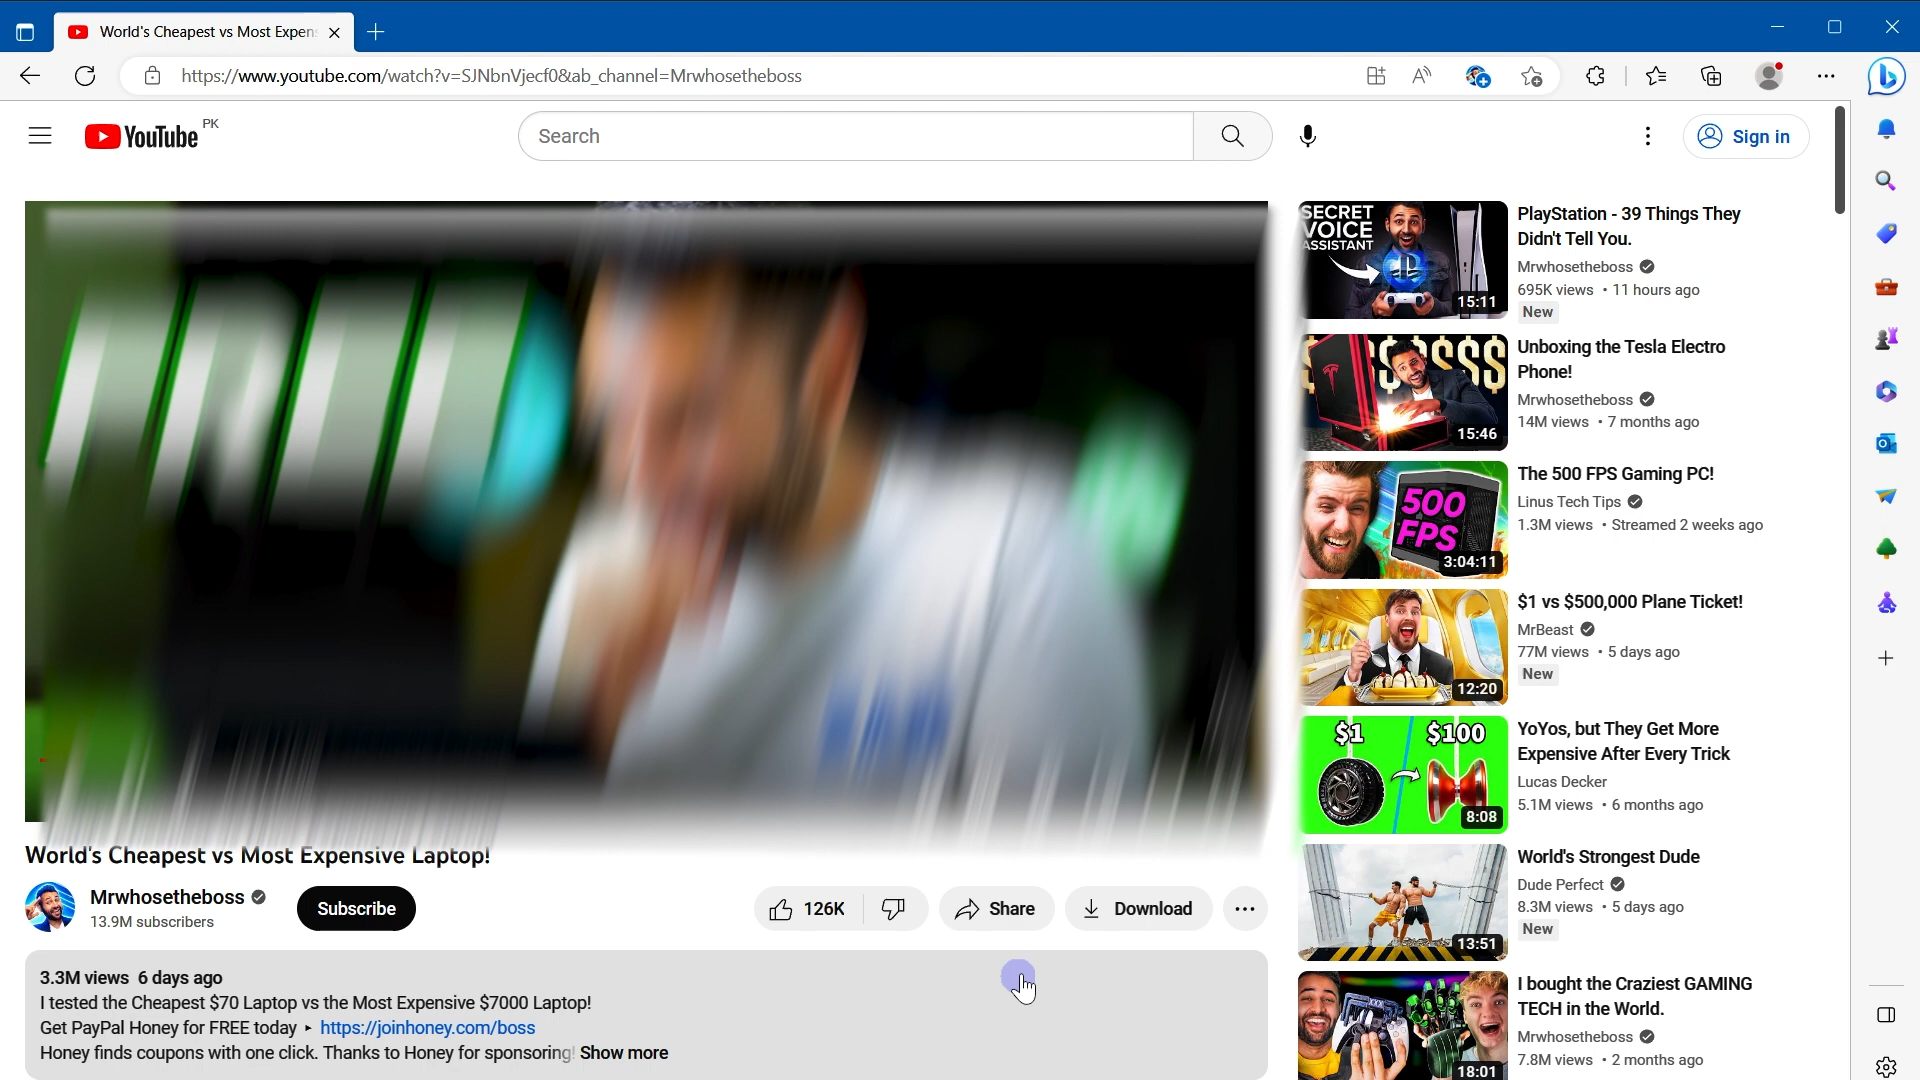 World's Cheapest vs Most Expens
https://www.youtube.com/watch?v=SJNbnVjecf0&ab_channel=Mrwhosetheboss
YouTube PK
Search
Sign in
World's Cheapest vs Most Expensive Laptop!
Mrwhosetheboss
13.9M subscribers
Subscribe
126K
Share
Download
3.3M views 6 days ago
I tested the Cheapest $70 Laptop vs the Most Expensive $7000 Laptop!
Get PayPal Honey for FREE today ▸ https://joinhoney.com/boss
Honey finds coupons with one click. Thanks to Honey for sponsoring! Show more
SECRET
VOICE
ASSISTANT
15:11
PlayStation - 39 Things They
Didn't Tell You.
Mrwhosetheboss
695K views • 11 hours ago
New
$$$$$
15:46
Unboxing the Tesla Electro
Phone!
Mrwhosetheboss
14M views • 7 months ago
500
FPS
3:04:11
The 500 FPS Gaming PC!
Linus Tech Tips
1.3M views • Streamed 2 weeks ago
12:20
$1 vs $500,000 Plane Ticket!
MrBeast
77M views • 5 days ago
New
$1 $100
8:08
YoYos, but They Get More
Expensive After Every Trick
Lucas Decker
5.1M views • 6 months ago
13:51
World's Strongest Dude
Dude Perfect
8.3M views • 5 days ago
New
18:01
I bought the Craziest GAMING
TECH in the World.
Mrwhosetheboss
7.8M views • 2 months ago